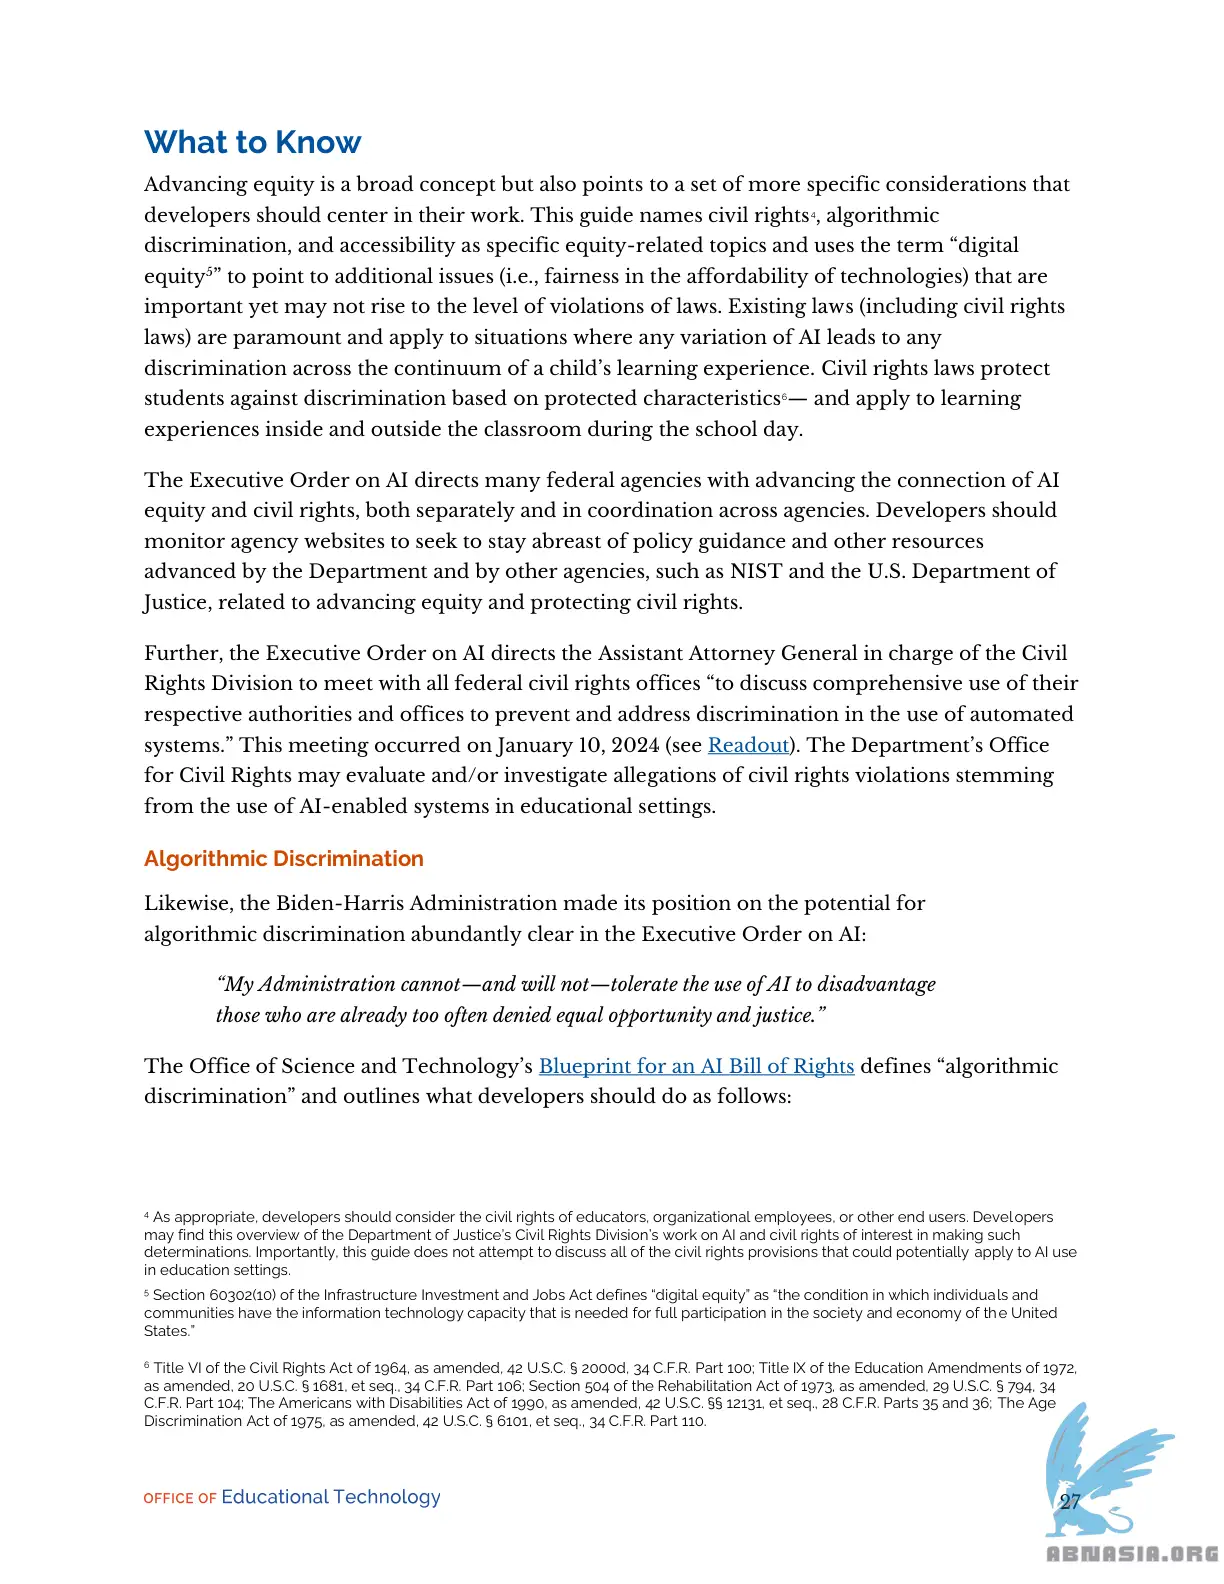 What to Know
Advancing equity is a broad concept but also points to a set of more specific considerations that
developers should center in their work. This guide names civil rights⁴, algorithmic
discrimination, and accessibility as specific equity-related topics and uses the term “digital
equity⁵” to point to additional issues (i.e., fairness in the affordability of technologies) that are
important yet may not rise to the level of violations of laws. Existing laws (including civil rights
laws) are paramount and apply to situations where any variation of AI leads to any
discrimination across the continuum of a child’s learning experience. Civil rights laws protect
students against discrimination based on protected characteristics⁶— and apply to learning
experiences inside and outside the classroom during the school day.
The Executive Order on AI directs many federal agencies with advancing the connection of AI
equity and civil rights, both separately and in coordination across agencies. Developers should
monitor agency websites to seek to stay abreast of policy guidance and other resources
advanced by the Department and by other agencies, such as NIST and the U.S. Department of
Justice, related to advancing equity and protecting civil rights.
Further, the Executive Order on AI directs the Assistant Attorney General in charge of the Civil
Rights Division to meet with all federal civil rights offices “to discuss comprehensive use of their
respective authorities and offices to prevent and address discrimination in the use of automated
systems.” This meeting occurred on January 10, 2024 (see Readout). The Department’s Office
for Civil Rights may evaluate and/or investigate allegations of civil rights violations stemming
from the use of AI-enabled systems in educational settings.
Algorithmic Discrimination
Likewise, the Biden-Harris Administration made its position on the potential for
algorithmic discrimination abundantly clear in the Executive Order on AI:
“My Administration cannot—and will not—tolerate the use of AI to disadvantage
those who are already too often denied equal opportunity and justice.”
The Office of Science and Technology’s Blueprint for an AI Bill of Rights defines “algorithmic
discrimination” and outlines what developers should do as follows:
⁴ As appropriate, developers should consider the civil rights of educators, organizational employees, or other end users. Developers
may find this overview of the Department of Justice’s Civil Rights Division’s work on AI and civil rights of interest in making such
determinations. Importantly, this guide does not attempt to discuss all of the civil rights provisions that could potentially apply to AI use
in education settings.
⁵ Section 60302(10) of the Infrastructure Investment and Jobs Act defines “digital equity” as “the condition in which individuals and
communities have the information technology capacity that is needed for full participation in the society and economy of the United
States.”
⁶ Title VI of the Civil Rights Act of 1964, as amended, 42 U.S.C. § 2000d, 34 C.F.R. Part 100; Title IX of the Education Amendments of 1972,
as amended, 20 U.S.C. § 1681, et seq., 34 C.F.R. Part 106; Section 504 of the Rehabilitation Act of 1973, as amended, 29 U.S.C. § 794, 34
C.F.R. Part 104; The Americans with Disabilities Act of 1990, as amended, 42 U.S.C. §§ 12131, et seq., 28 C.F.R. Parts 35 and 36; The Age
Discrimination Act of 1975, as amended, 42 U.S.C. § 6101, et seq., 34 C.F.R. Part 110.
OFFICE OF Educational Technology
27
ABNASIA.ORG